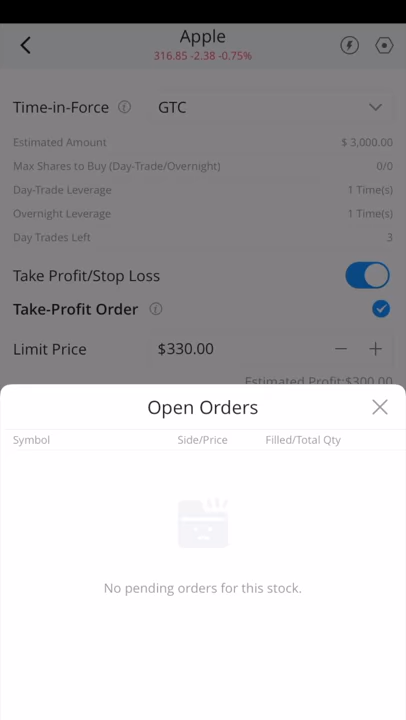 Apple
316.85 -2.38 -0.75%
Time-in-Force GTC
Estimated Amount $ 3,000.00
Max Shares to Buy (Day-Trade/Overnight) 0/0
Day-Trade Leverage 1 Time(s)
Overnight Leverage 1 Time(s)
Day Trades Left 3
Take Profit/Stop Loss
Take-Profit Order
Limit Price $330.00
Estimated Profit:$300.00
Open Orders
Symbol Side/Price Filled/Total Qty
No pending orders for this stock.